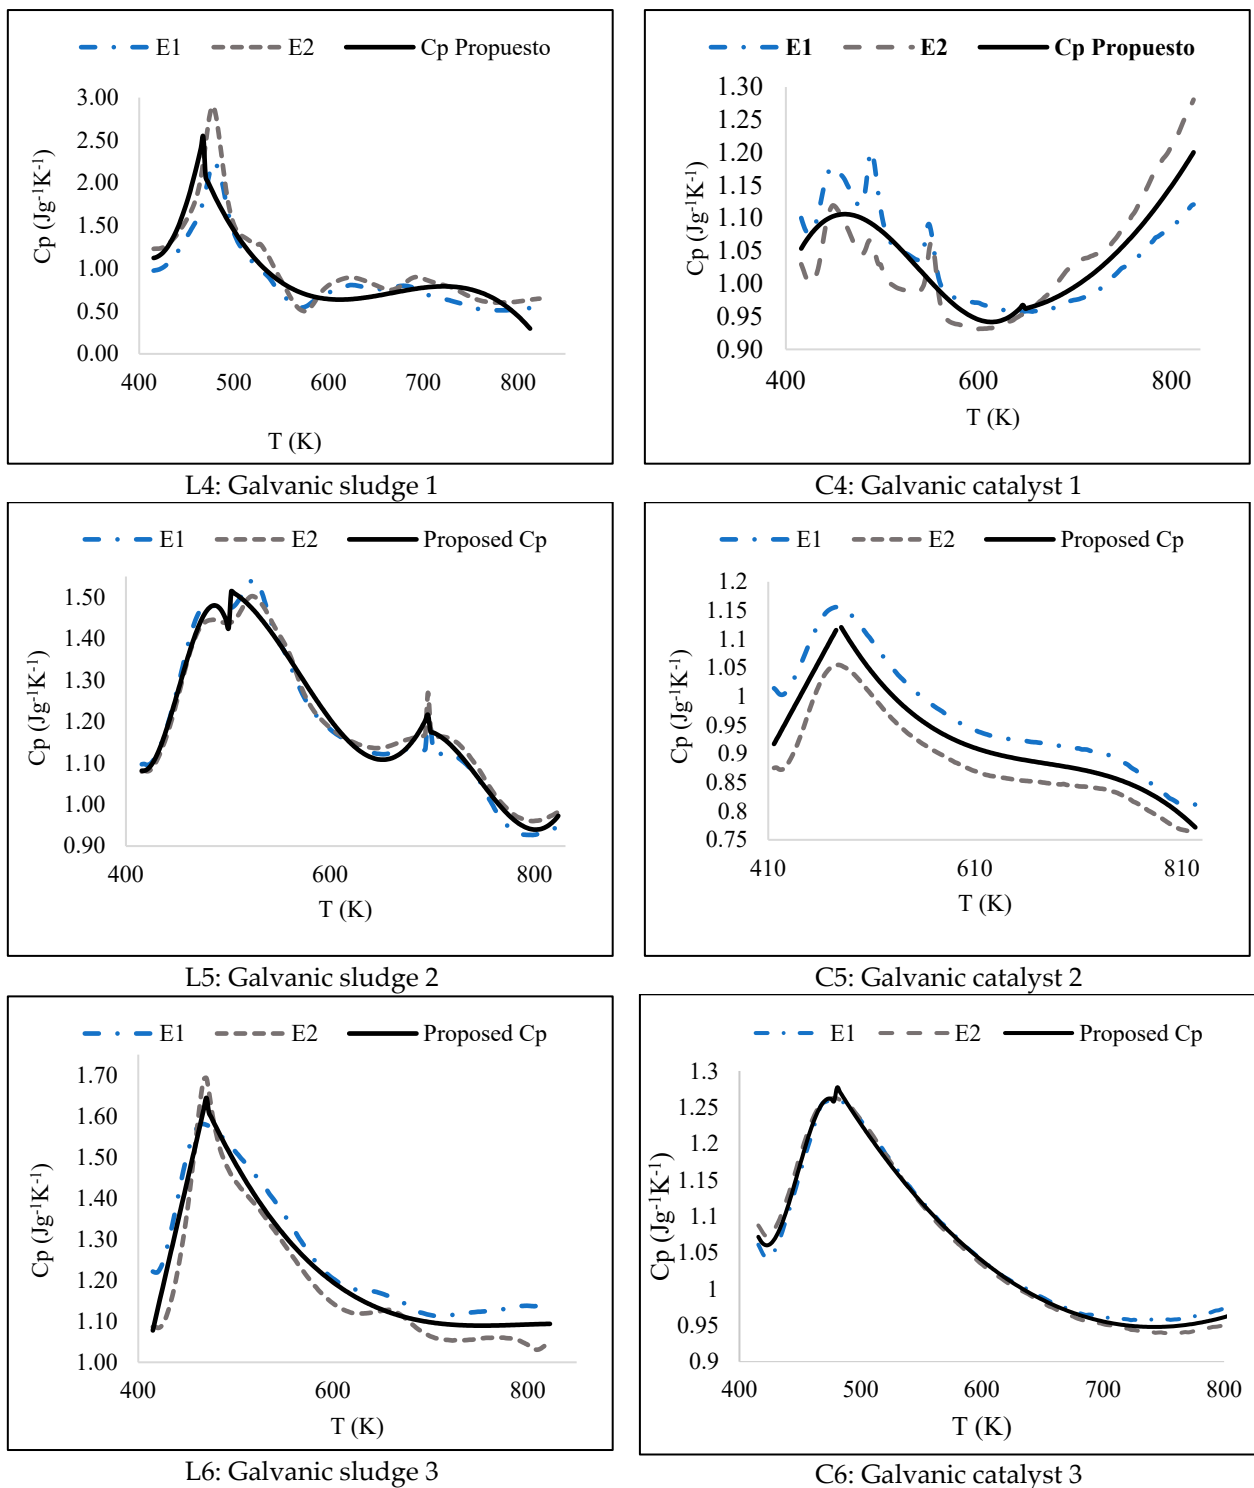 E1 E2 Cp Propuesto
3.00
2.50
2.00
1.50
1.00
0.50
0.00
Cp (Jg⁻¹K⁻¹)
400 500 600 700 800
T (K)
L4: Galvanic sludge 1
E1 E2 Cp Propuesto
1.30
1.25
1.20
1.15
1.10
1.05
1.00
0.95
0.90
Cp (Jg⁻¹K⁻¹)
400 600 800
T (K)
C4: Galvanic catalyst 1
E1 E2 Proposed Cp
1.50
1.40
1.30
1.20
1.10
1.00
0.90
Cp (Jg⁻¹K⁻¹)
400 600 800
T (K)
L5: Galvanic sludge 2
E1 E2 Proposed Cp
1.2
1.15
1.1
1.05
1
0.95
0.9
0.85
0.8
0.75
Cp (Jg⁻¹K⁻¹)
410 610 810
T (K)
C5: Galvanic catalyst 2
E1 E2 Proposed Cp
1.70
1.60
1.50
1.40
1.30
1.20
1.10
1.00
Cp (Jg⁻¹K⁻¹)
400 600 800
T (K)
L6: Galvanic sludge 3
E1 E2 Proposed Cp
1.3
1.25
1.2
1.15
1.1
1.05
1
0.95
0.9
Cp (Jg⁻¹K⁻¹)
400 500 600 700 800
T (K)
C6: Galvanic catalyst 3